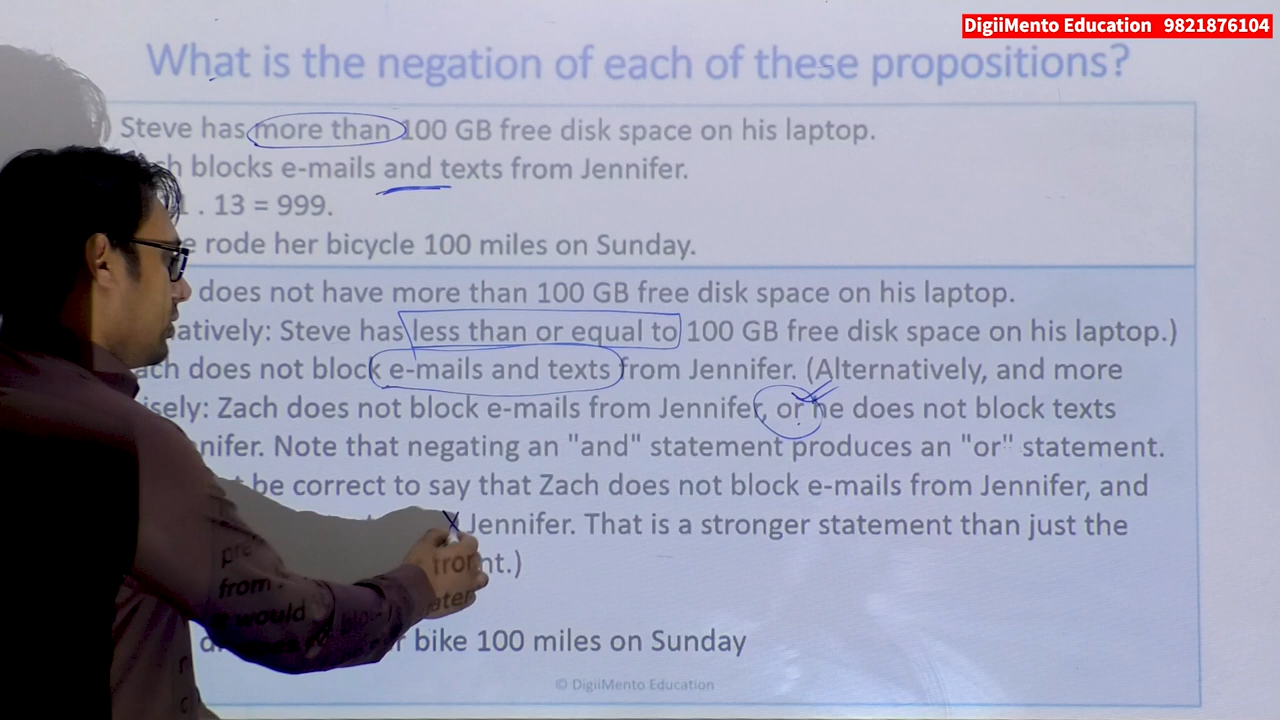 DigiiMento Education 9821876104
What is the negation of each of these propositions?
Steve has more than 100 GB free disk space on his laptop.
blocks e-mails and texts from Jennifer.
. 13 = 999.
rode her bicycle 100 miles on Sunday.
does not have more than 100 GB free disk space on his laptop.
atively: Steve has less than or equal to 100 GB free disk space on his laptop.)
ach does not block e-mails and texts from Jennifer. (Alternatively, and more
isely: Zach does not block e-mails from Jennifer, or he does not block texts
nifer. Note that negating an "and" statement produces an "or" statement.
be correct to say that Zach does not block e-mails from Jennifer, and
Jennifer. That is a stronger statement than just the
nt.)
bike 100 miles on Sunday
© DigiiMento Education